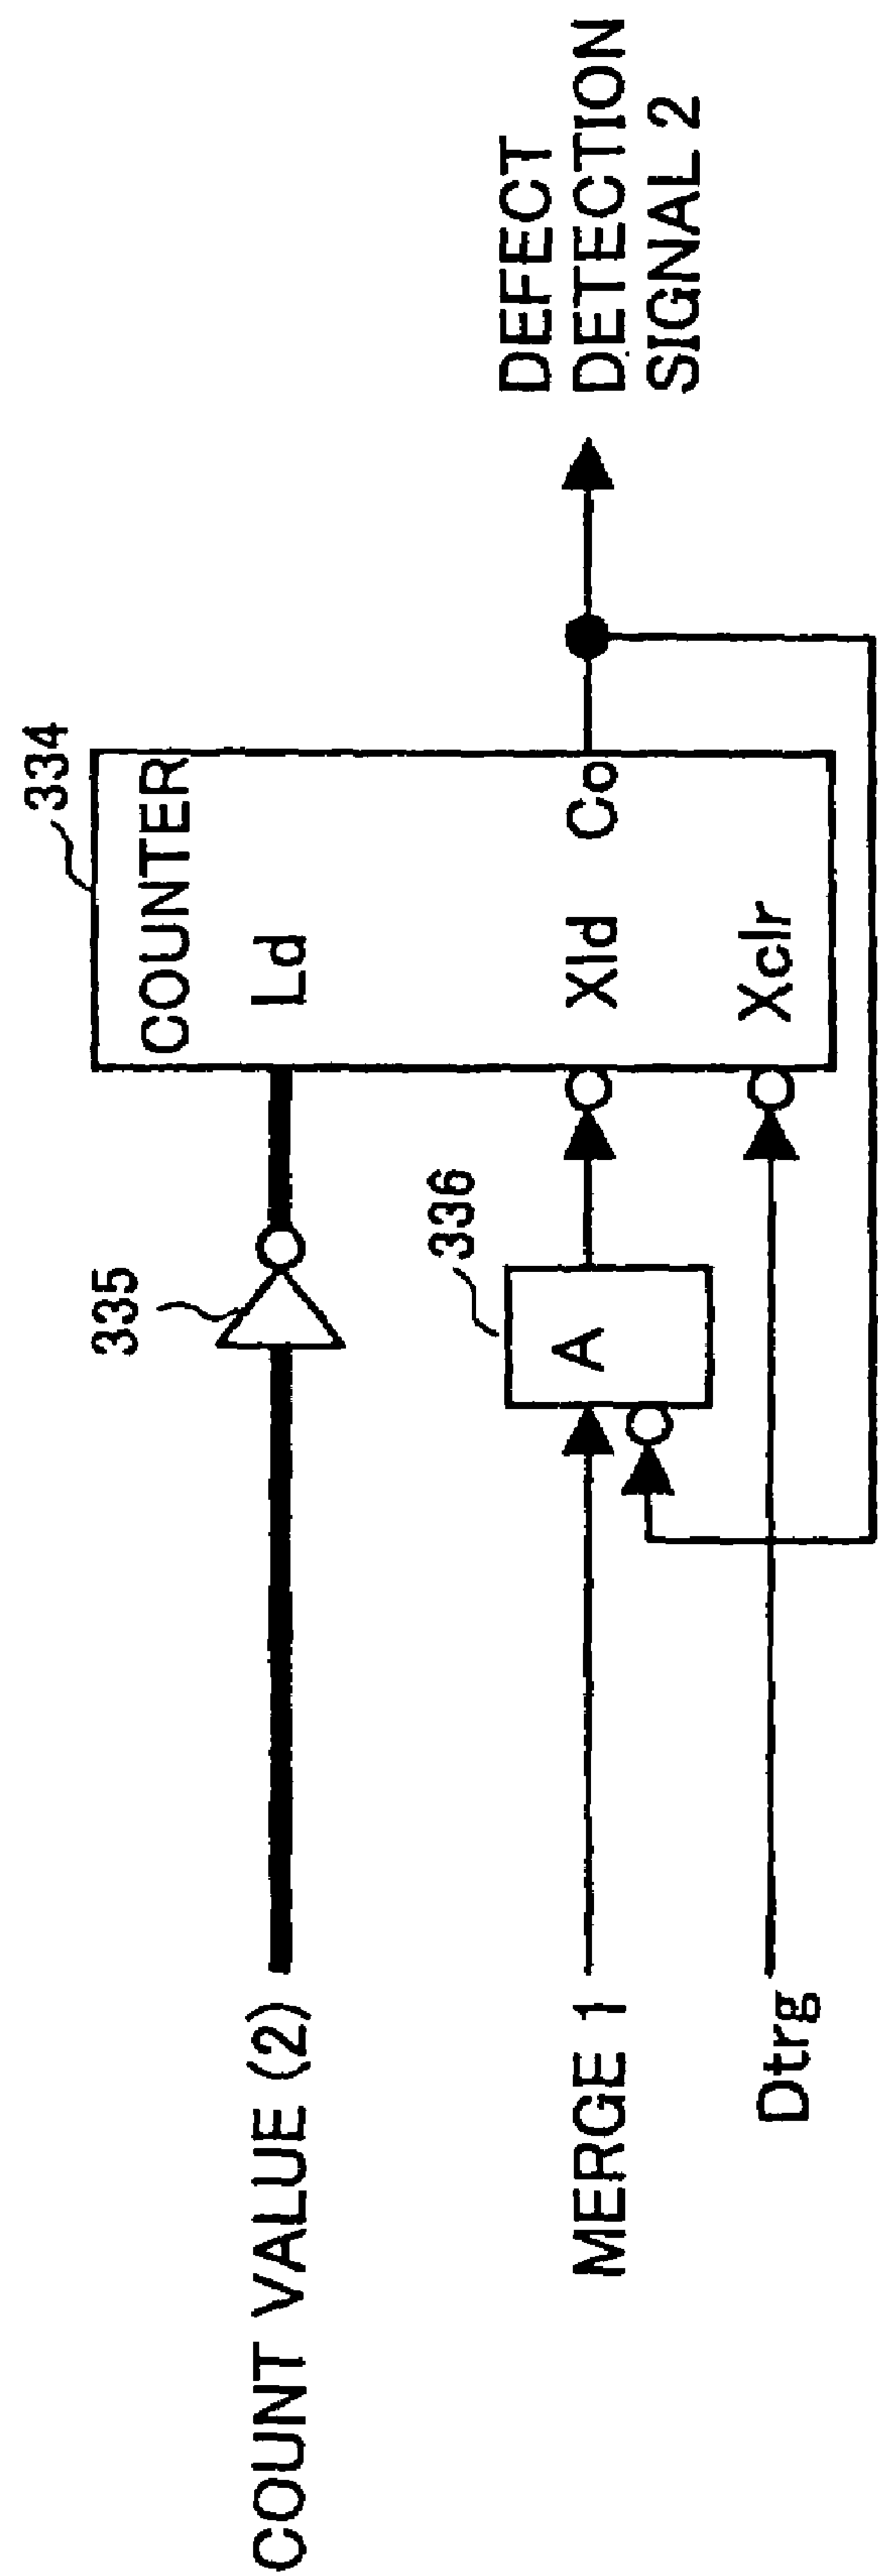 334
COUNTER
335
COUNT VALUE (2)
Ld
336
MERGE 1
A
Xld
Co
DEFECT
DETECTION
SIGNAL 2
Dtrg
Xclr